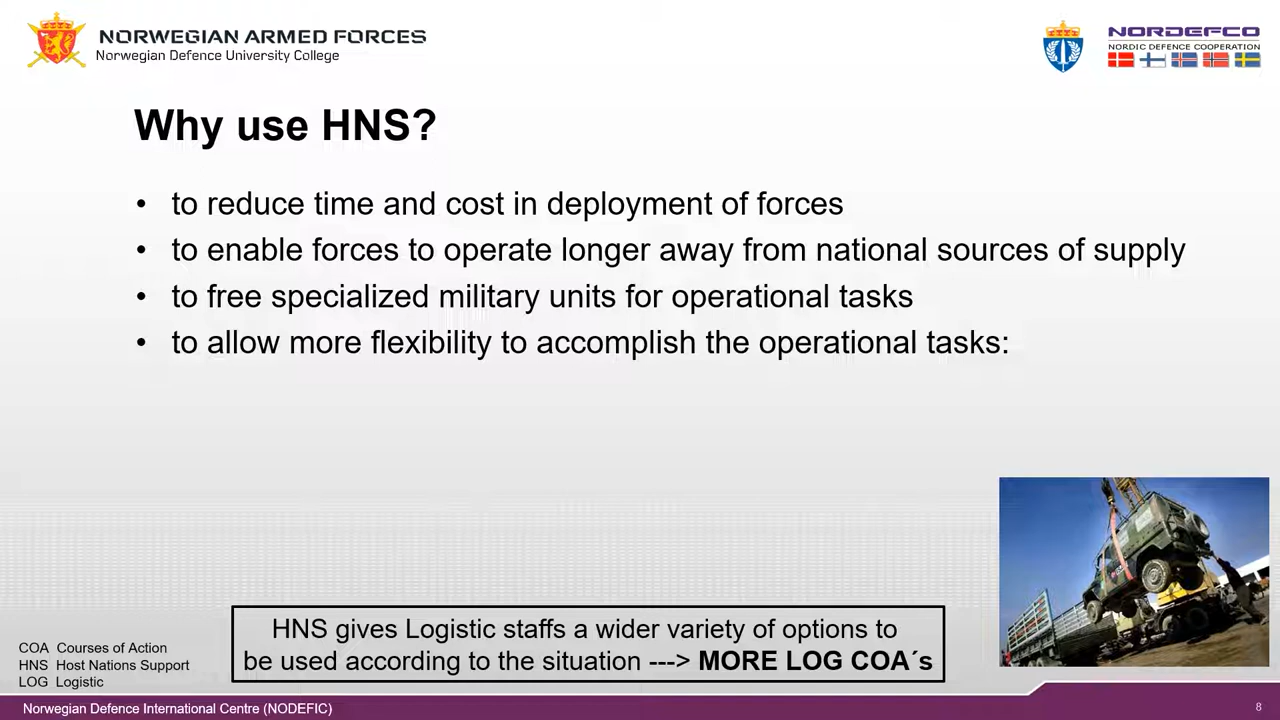 NORWEGIAN ARMED FORCES
Norwegian Defence University College
NORDEFCO
NORDIC DEFENCE COOPERATION
Why use HNS?
• to reduce time and cost in deployment of forces
• to enable forces to operate longer away from national sources of supply
• to free specialized military units for operational tasks
• to allow more flexibility to accomplish the operational tasks:
HNS gives Logistic staffs a wider variety of options to
be used according to the situation ---> MORE LOG COA´s
COA Courses of Action
HNS Host Nations Support
LOG Logistic
Norwegian Defence International Centre (NODEFIC)
8